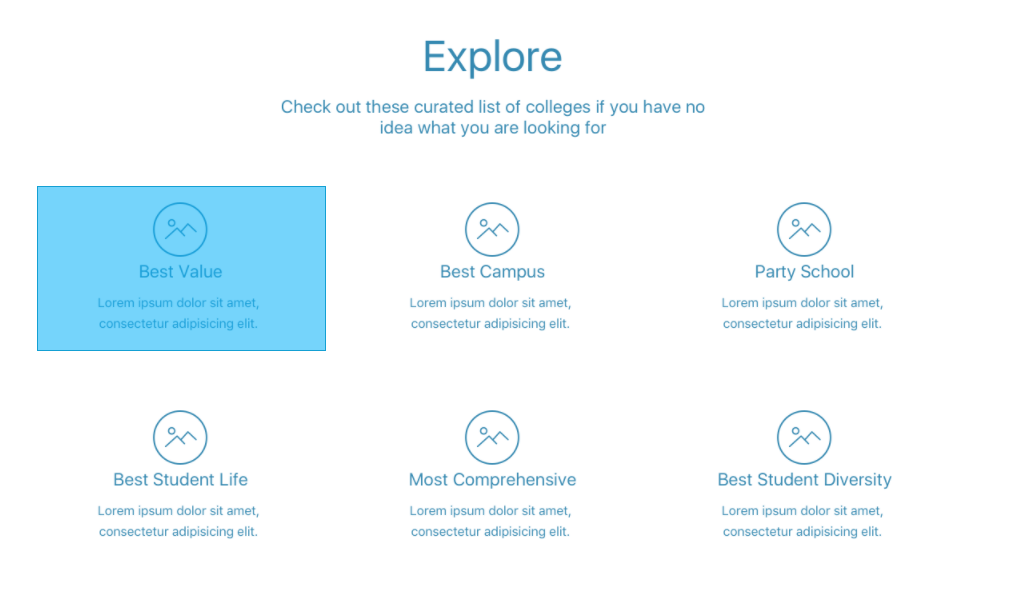 Explore
Check out these curated list of colleges if you have no
idea what you are looking for
Best Value
Lorem ipsum dolor sit amet,
consectetur adipisicing elit.
Best Campus
Lorem ipsum dolor sit amet,
consectetur adipisicing elit.
Party School
Lorem ipsum dolor sit amet,
consectetur adipisicing elit.
Best Student Life
Lorem ipsum dolor sit amet,
consectetur adipisicing elit.
Most Comprehensive
Lorem ipsum dolor sit amet,
consectetur adipisicing elit.
Best Student Diversity
Lorem ipsum dolor sit amet,
consectetur adipisicing elit.